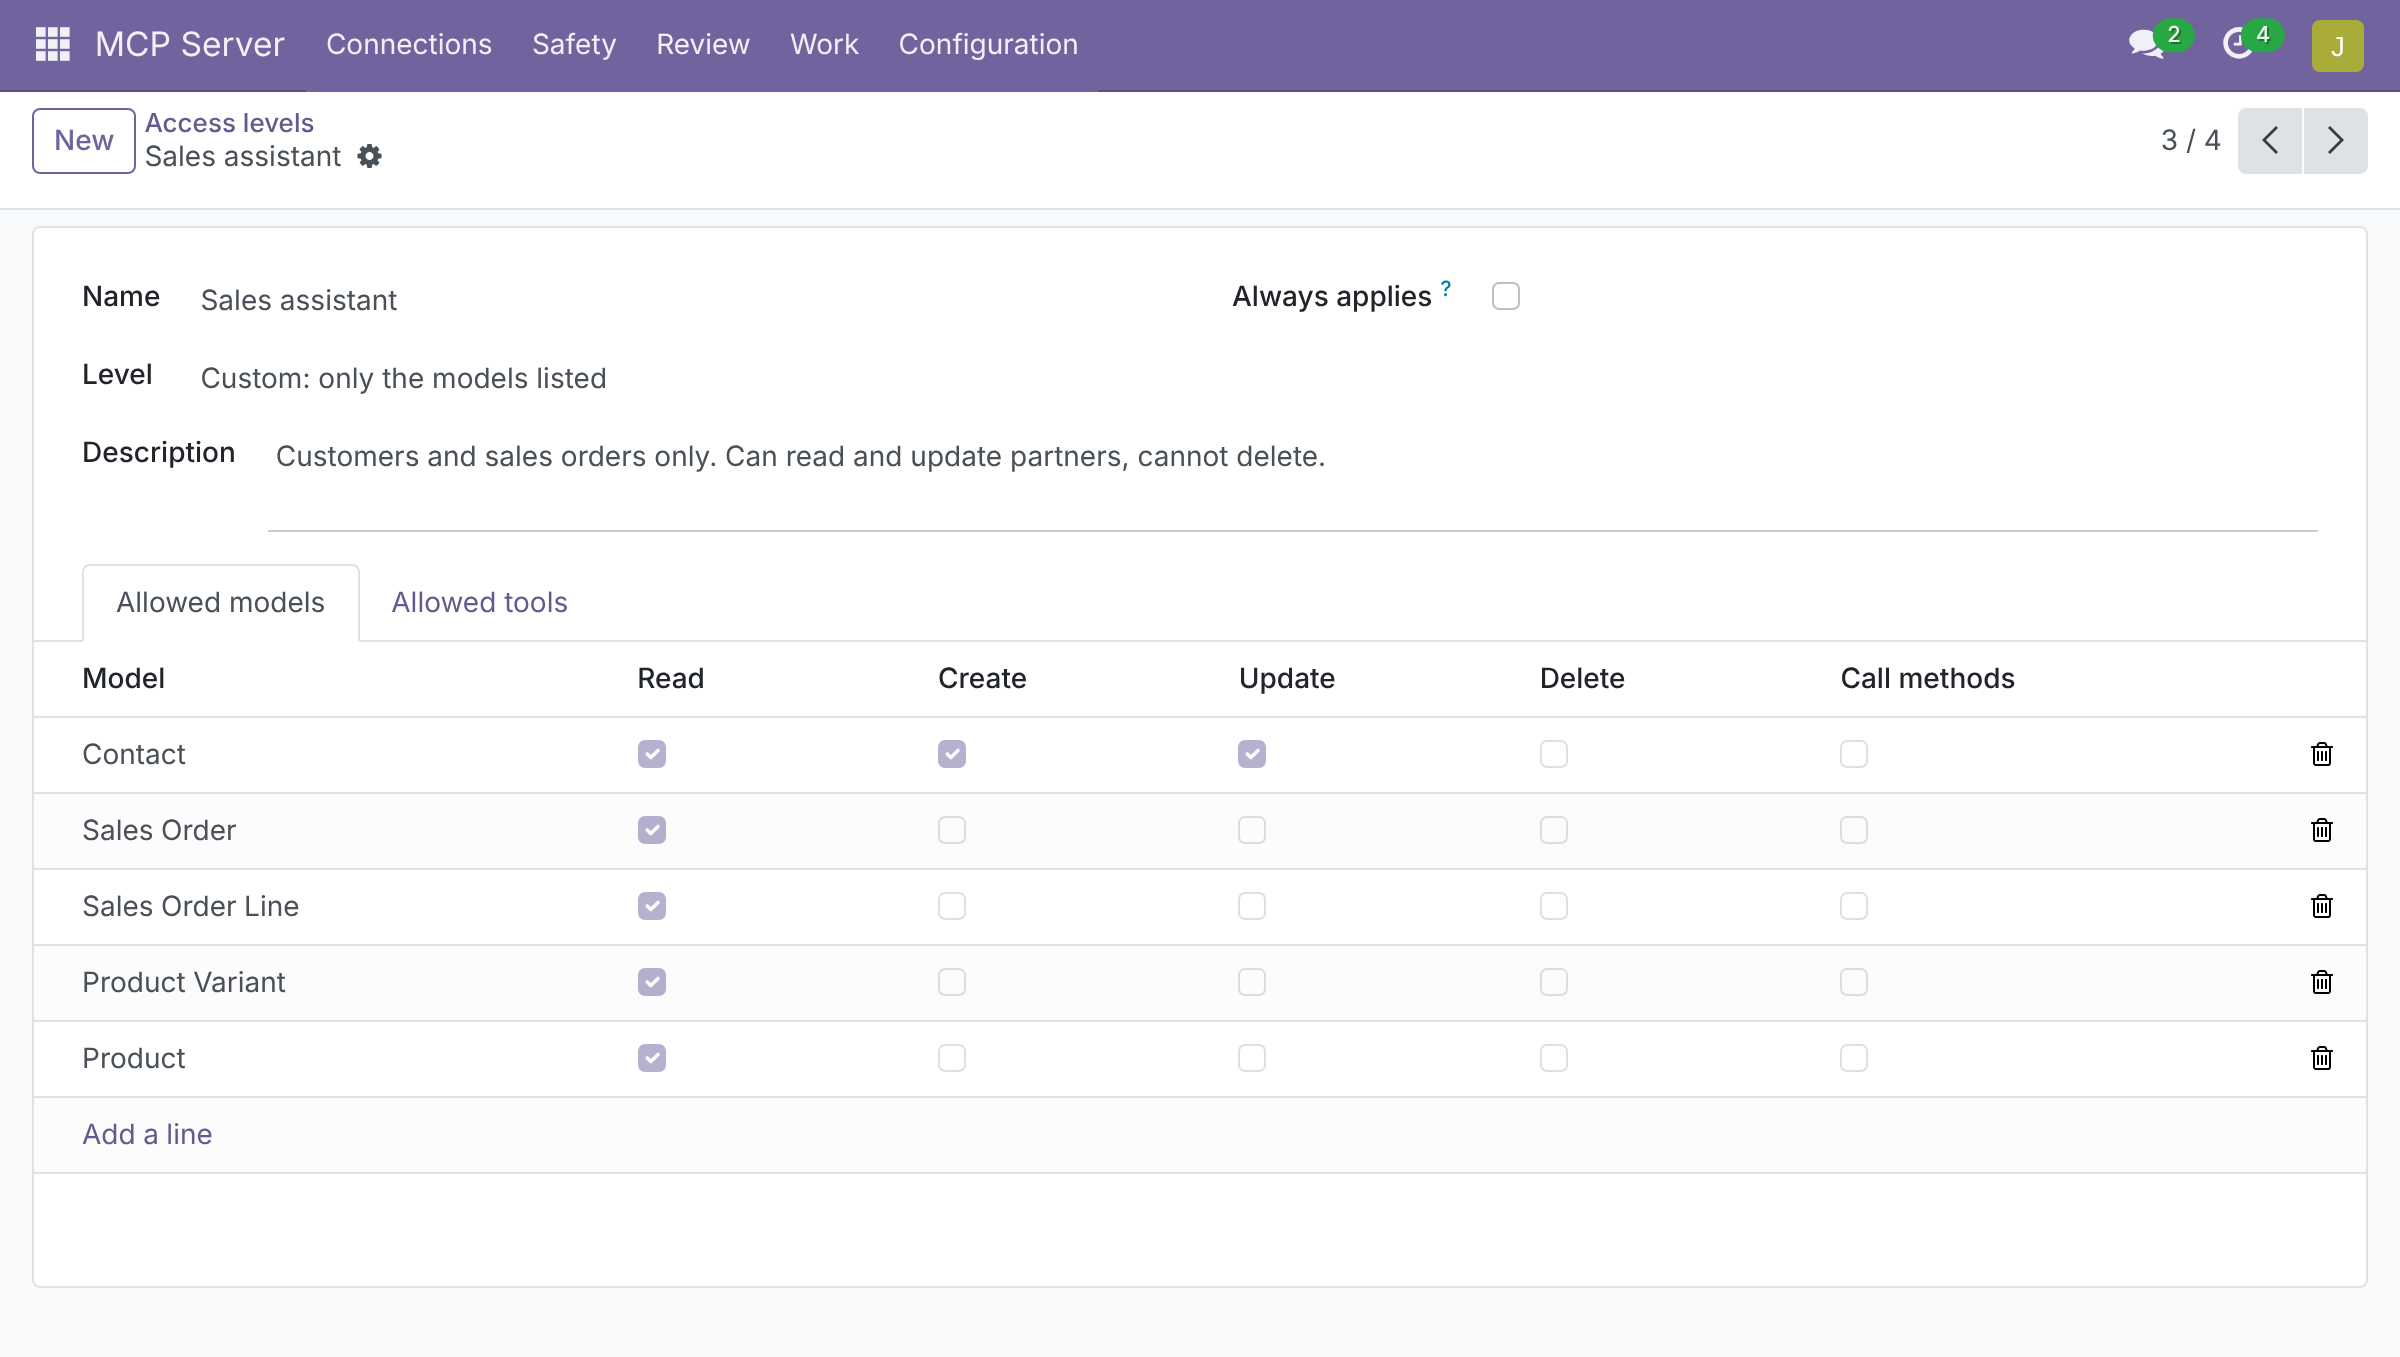 MCP Server Connections Safety Review Work Configuration 2 4 J
New Access levels
Sales assistant
3 / 4
Name Sales assistant Always applies ?
Level Custom: only the models listed
Description Customers and sales orders only. Can read and update partners, cannot delete.
Allowed models Allowed tools
Model Read Create Update Delete Call methods
Contact
Sales Order
Sales Order Line
Product Variant
Product
Add a line